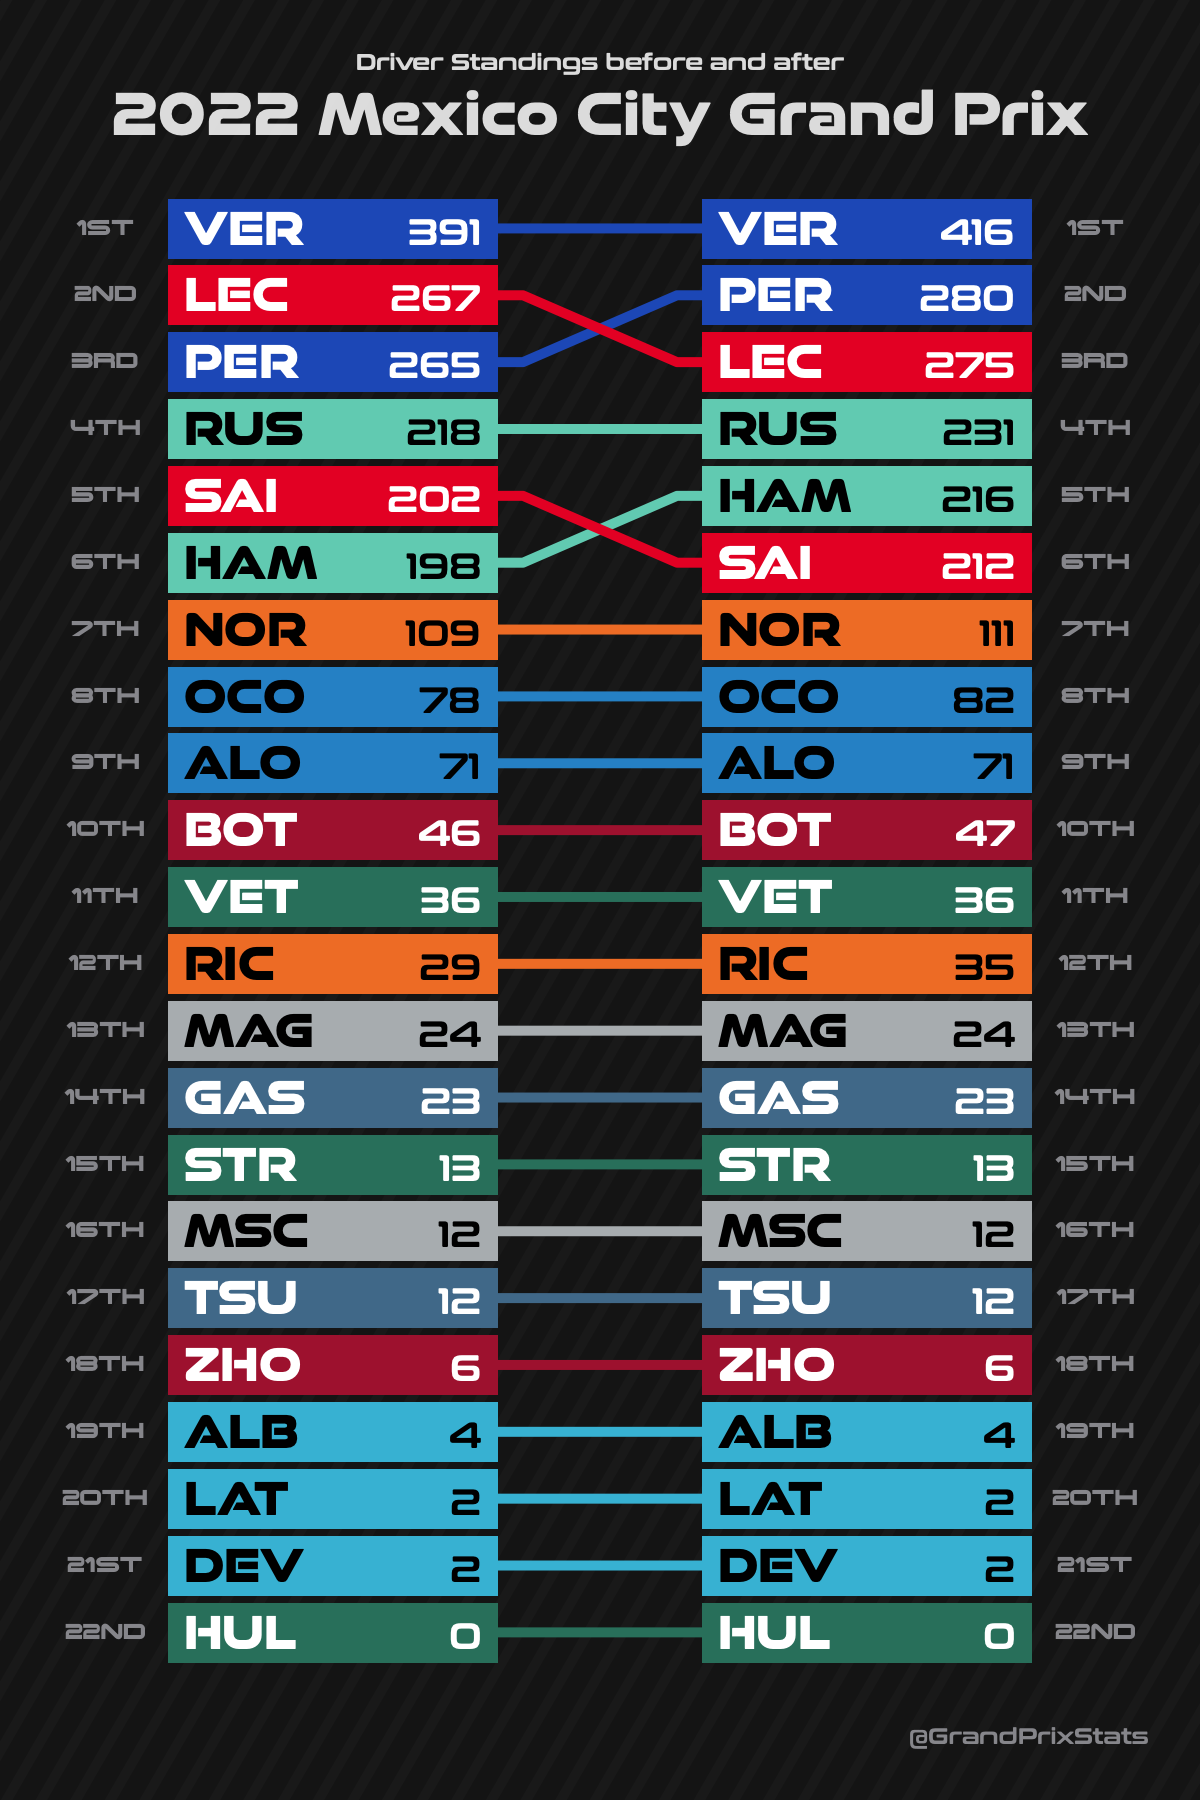 Driver Standings before and after
2022 Mexico City Grand Prix
1ST VER 391 VER 416 1ST
2ND LEC 267 PER 280 2ND
3RD PER 265 LEC 275 3RD
4TH RUS 218 RUS 231 4TH
5TH SAI 202 HAM 216 5TH
6TH HAM 198 SAI 212 6TH
7TH NOR 109 NOR 111 7TH
8TH OCO 78 OCO 82 8TH
9TH ALO 71 ALO 71 9TH
10TH BOT 46 BOT 47 10TH
11TH VET 36 VET 36 11TH
12TH RIC 29 RIC 35 12TH
13TH MAG 24 MAG 24 13TH
14TH GAS 23 GAS 23 14TH
15TH STR 13 STR 13 15TH
16TH MSC 12 MSC 12 16TH
17TH TSU 12 TSU 12 17TH
18TH ZHO 6 ZHO 6 18TH
19TH ALB 4 ALB 4 19TH
20TH LAT 2 LAT 2 20TH
21ST DEV 2 DEV 2 21ST
22ND HUL 0 HUL 0 22ND
@GrandPrixStats